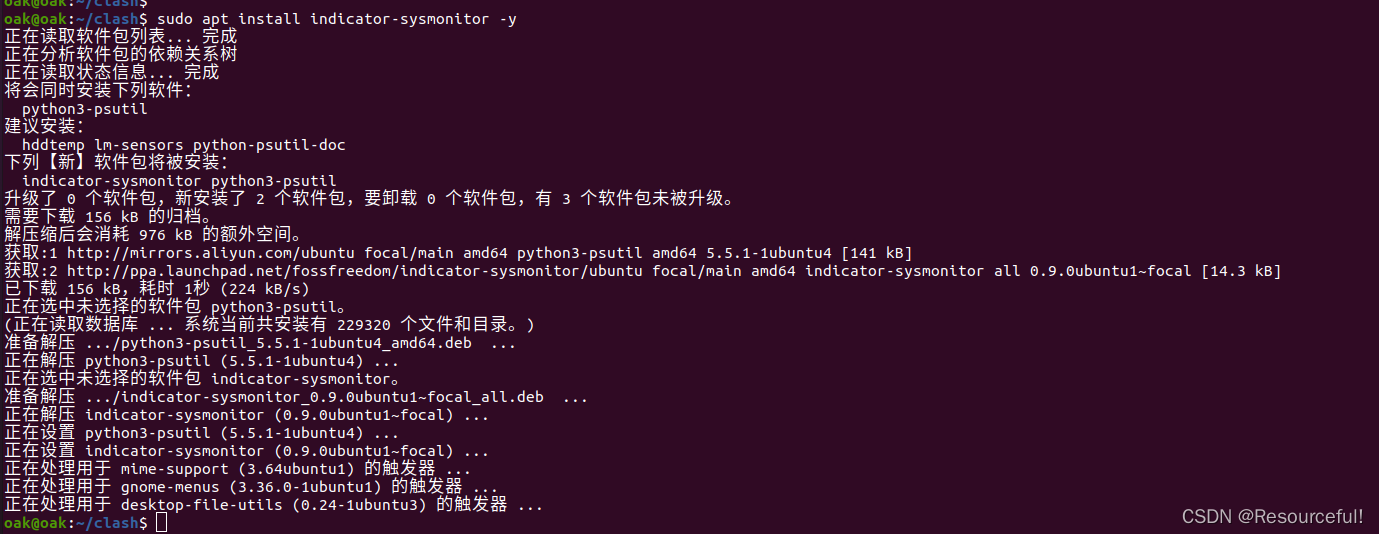 oak@oak:~/clash$
oak@oak:~/clash$ sudo apt install indicator-sysmonitor -y
正在读取软件包列表... 完成
正在分析软件包的依赖关系树
正在读取状态信息... 完成
将会同时安装下列软件：
  python3-psutil
建议安装：
  hddtemp lm-sensors python-psutil-doc
下列【新】软件包将被安装：
  indicator-sysmonitor python3-psutil
升级了 0 个软件包，新安装了 2 个软件包，要卸载 0 个软件包，有 3 个软件包未被升级。
需要下载 156 kB 的归档。
解压缩后会消耗 976 kB 的额外空间。
获取:1 http://mirrors.aliyun.com/ubuntu focal/main amd64 python3-psutil amd64 5.5.1-1ubuntu4 [141 kB]
获取:2 http://ppa.launchpad.net/fossfreedom/indicator-sysmonitor/ubuntu focal/main amd64 indicator-sysmonitor all 0.9.0ubuntu1~focal [14.3 kB]
已下载 156 kB，耗时 1秒 (224 kB/s)
正在选中未选择的软件包 python3-psutil。
(正在读取数据库 ... 系统当前共安装有 229320 个文件和目录。)
准备解压 .../python3-psutil_5.5.1-1ubuntu4_amd64.deb  ...
正在解压 python3-psutil (5.5.1-1ubuntu4) ...
正在选中未选择的软件包 indicator-sysmonitor。
准备解压 .../indicator-sysmonitor_0.9.0ubuntu1~focal_all.deb  ...
正在解压 indicator-sysmonitor (0.9.0ubuntu1~focal) ...
正在设置 python3-psutil (5.5.1-1ubuntu4) ...
正在设置 indicator-sysmonitor (0.9.0ubuntu1~focal) ...
正在处理用于 mime-support (3.64ubuntu1) 的触发器 ...
正在处理用于 gnome-menus (3.36.0-1ubuntu1) 的触发器 ...
正在处理用于 desktop-file-utils (0.24-1ubuntu3) 的触发器 ...
oak@oak:~/clash$
CSDN @Resourceful!